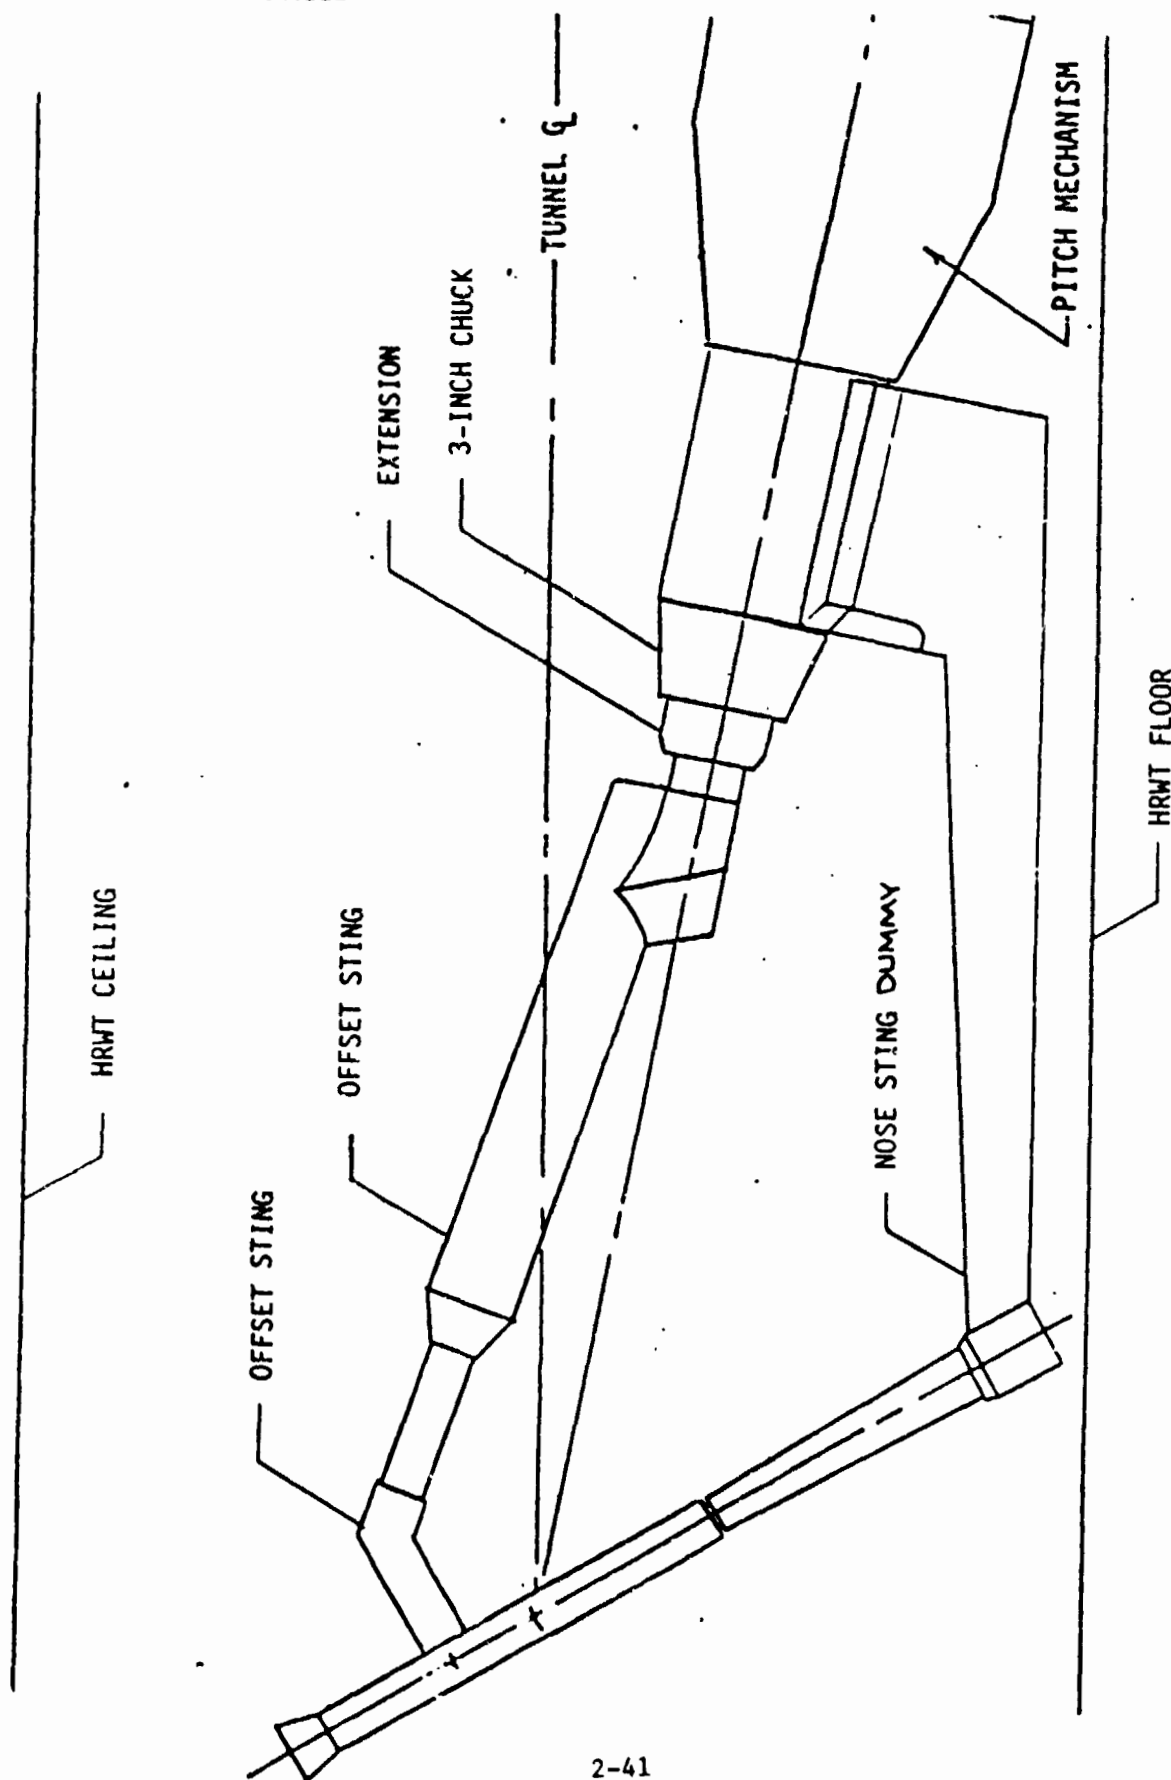 HRWT CEILING
OFFSET STING
OFFSET STING
EXTENSION
3-INCH CHUCK
TUNNEL ℄
NOSE STING DUMMY
PITCH MECHANISM
HRWT FLOOR
2-41